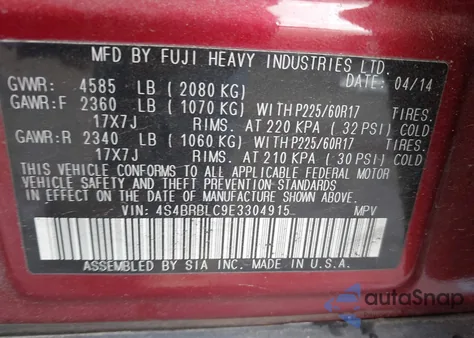 MFD BY FUJI HEAVY INDUSTRIES LTD.
DATE: 04/14
GVWR: 4585 LB (2080 KG)
GAWR:F 2360 LB (1070 KG) WITH P225/60R17 TIRES.
17X7J RIMS. AT 220 KPA (32 PSI) COLD
GAWR:R 2340 LB (1060 KG) WITH P225/60R17 TIRES.
17X7J RIMS. AT 210 KPA (30 PSI) COLD
THIS VEHICLE CONFORMS TO ALL APPLICABLE FEDERAL MOTOR
VEHICLE SAFETY AND THEFT PREVENTION STANDARDS
IN EFFECT ON THE DATE OF MANUFACTURE SHOWN ABOVE.
VIN: 4S4BRBLC9E3304915 MPV
ASSEMBLED BY SIA INC. MADE IN U.S.A.
autoSnap